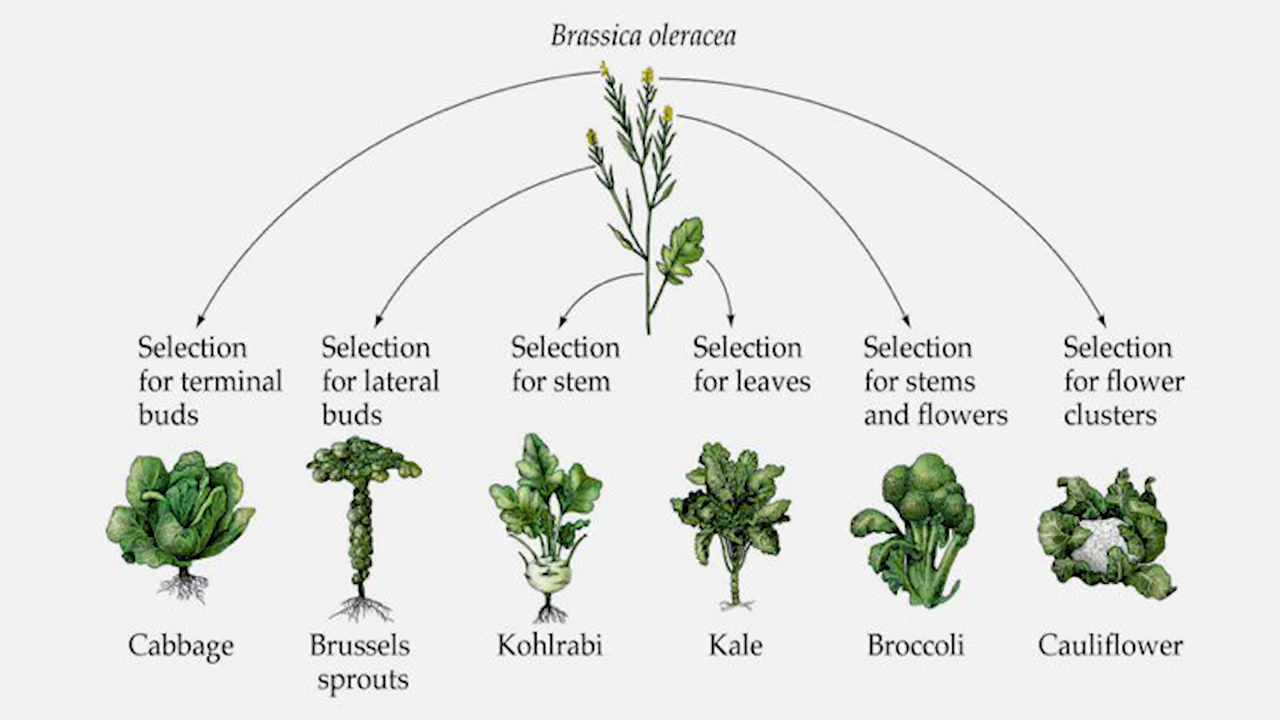 Brassica oleracea
Selection
for terminal
buds
Selection
for lateral
buds
Selection
for stem
Selection
for leaves
Selection
for stems
and flowers
Selection
for flower
clusters
Cabbage
Brussels
sprouts
Kohlrabi
Kale
Broccoli
Cauliflower